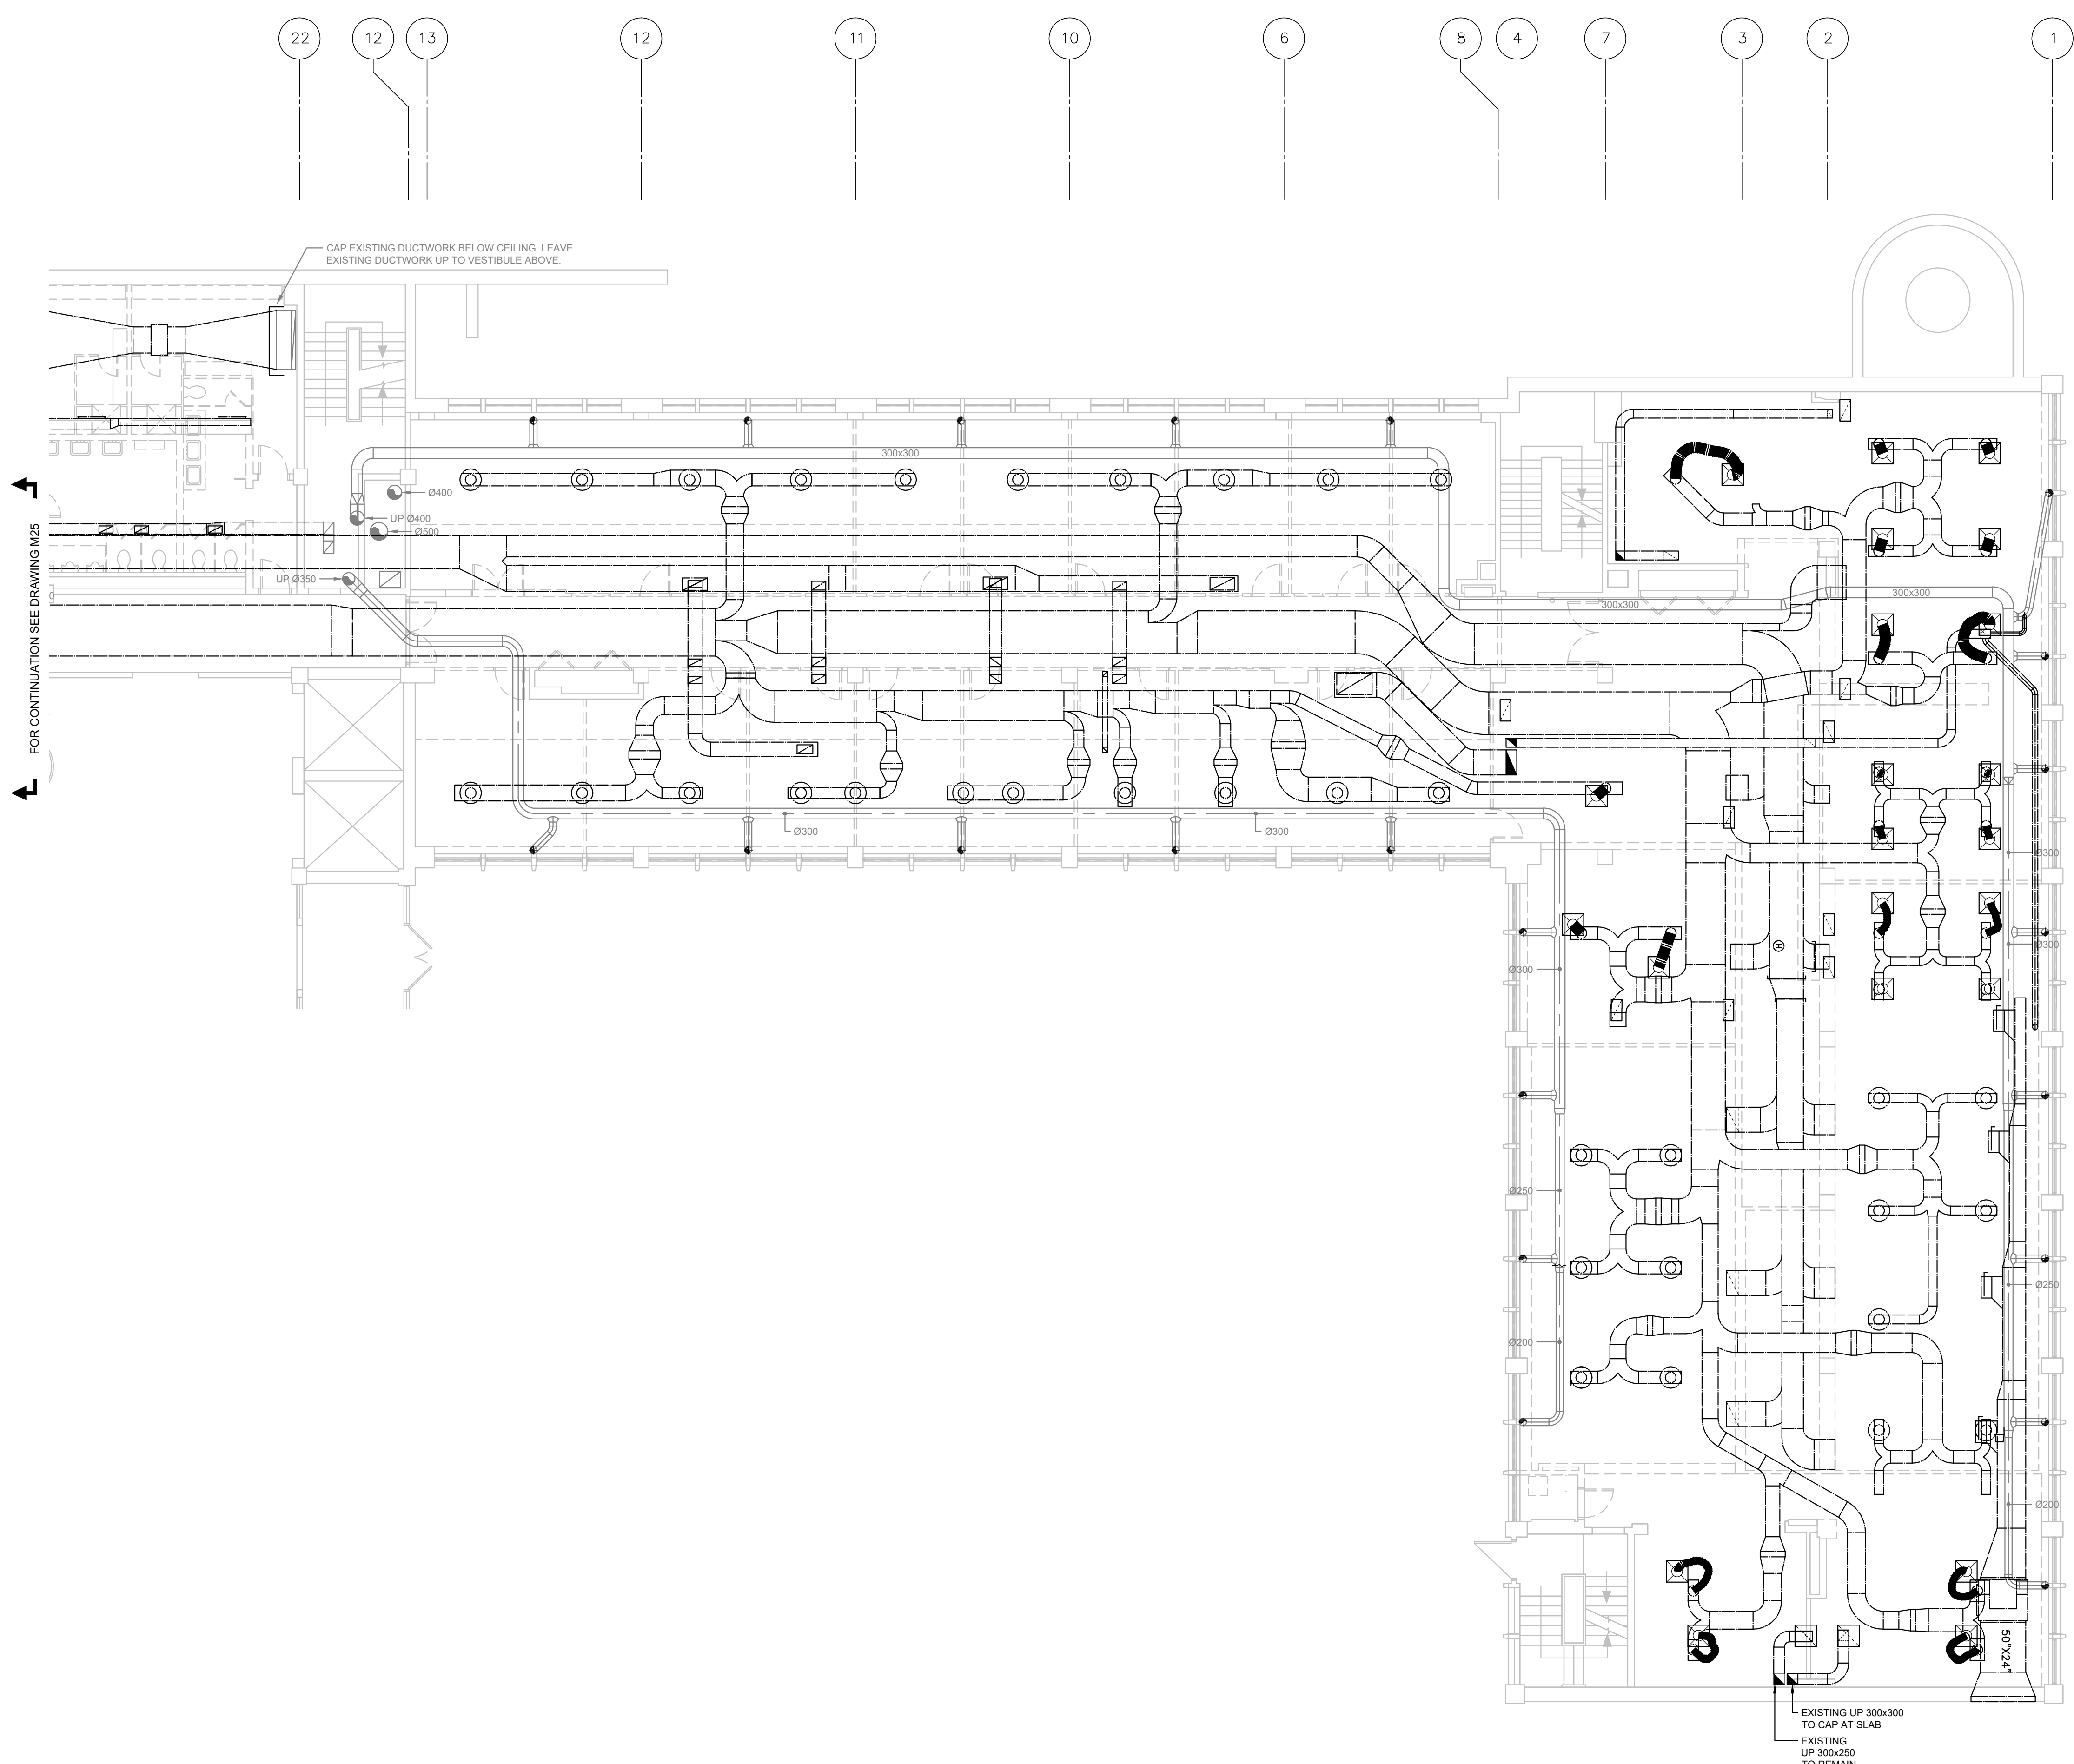 22
12
13
12
11
10
6
8
4
7
3
2
1
CAP EXISTING DUCTWORK BELOW CEILING. LEAVE
EXISTING DUCTWORK UP TO VESTIBULE ABOVE.
300x300
Ø400
UP Ø400
Ø500
UP Ø350
300x300
300x300
FOR CONTINUATION SEE DRAWING M25
Ø300
Ø300
Ø300
Ø300
Ø300
H
Ø250
Ø250
Ø200
Ø200
50"X24"
EXISTING UP 300x300
TO CAP AT SLAB
EXISTING
UP 300x250
TO REMAIN